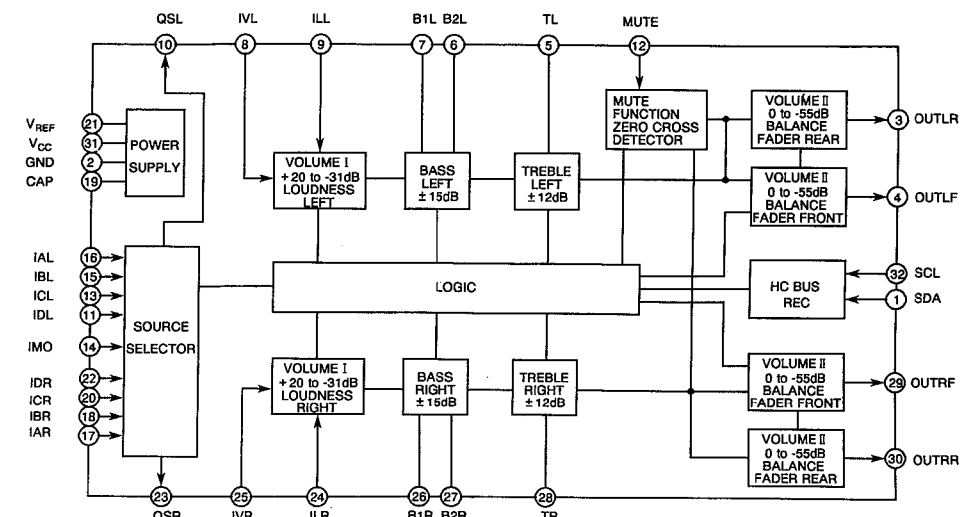 QSL IVL ILL B1L B2L TL MUTE
10 8 9 7 6 5 12
VREF 21
VCC 31
GND 2
CAP 19
POWER
SUPPLY
MUTE
FUNCTION
ZERO CROSS
DETECTOR
VOLUME II
0 to -55dB
BALANCE
FADER REAR
3 OUTLR
VOLUME I
+20 to -31dB
LOUDNESS
LEFT
BASS
LEFT
±15dB
TREBLE
LEFT
±12dB
VOLUME II
0 to -55dB
BALANCE
FADER FRONT
4 OUTLF
IAL 16
IBL 15
ICL 13
IDL 11
IMO 14
IDR 22
ICR 20
IBR 18
IAR 17
SOURCE
SELECTOR
LOGIC
HC BUS
REC
32 SCL
1 SDA
VOLUME I
+20 to -31dB
LOUDNESS
RIGHT
BASS
RIGHT
±15dB
TREBLE
RIGHT
±12dB
VOLUME II
0 to -55dB
BALANCE
FADER FRONT
29 OUTRF
VOLUME II
0 to -55dB
BALANCE
FADER REAR
30 OUTRR
23 25 24 26 27 28
QSR IVR ILR B1R B2R TR